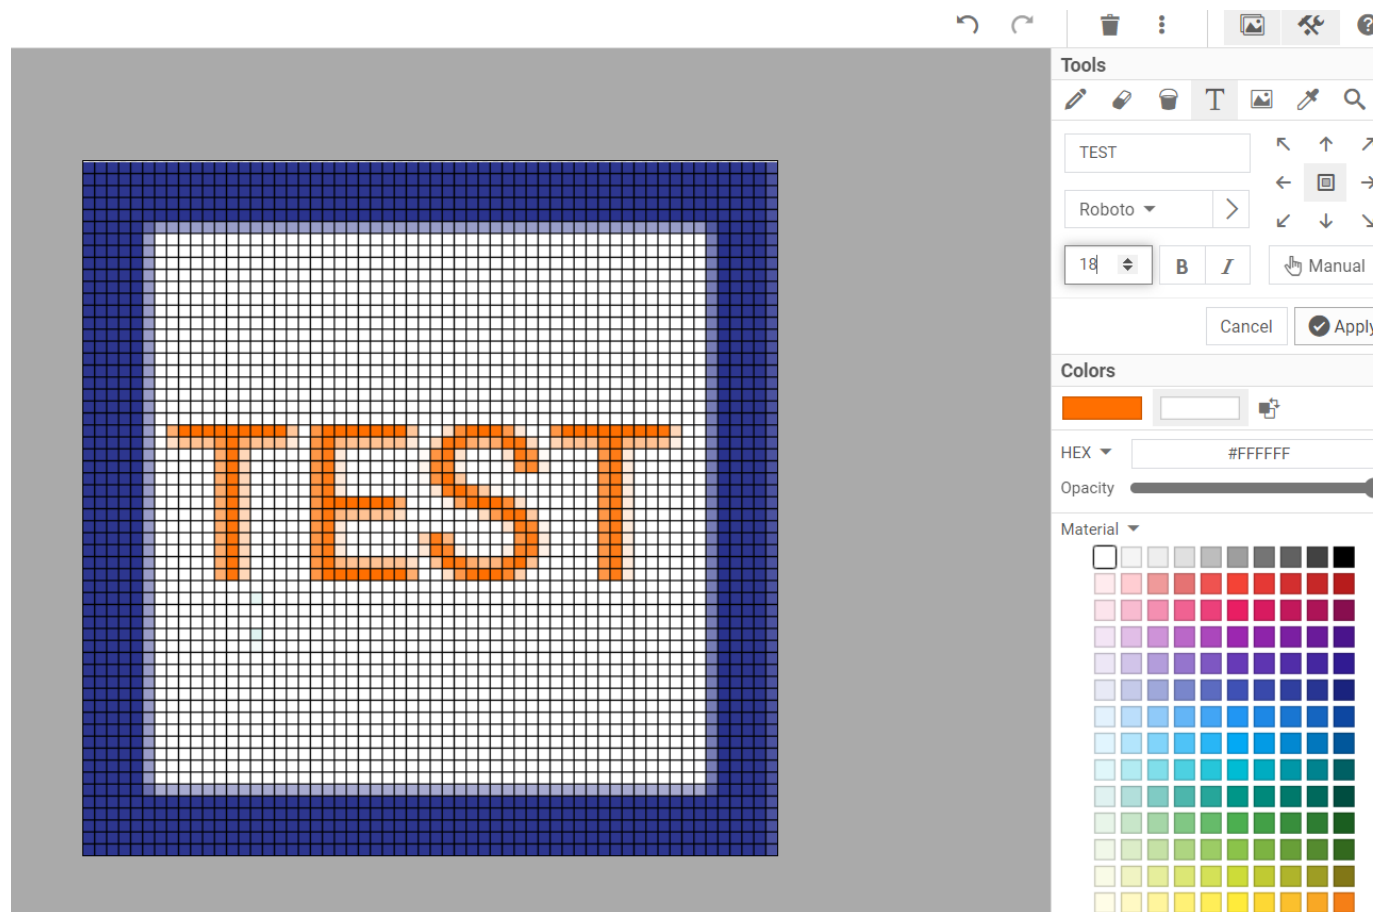 Tools
T
TEST
Roboto
18
B I
Manual
Cancel
Apply
Colors
HEX
#FFFFFF
Opacity
Material
TEST